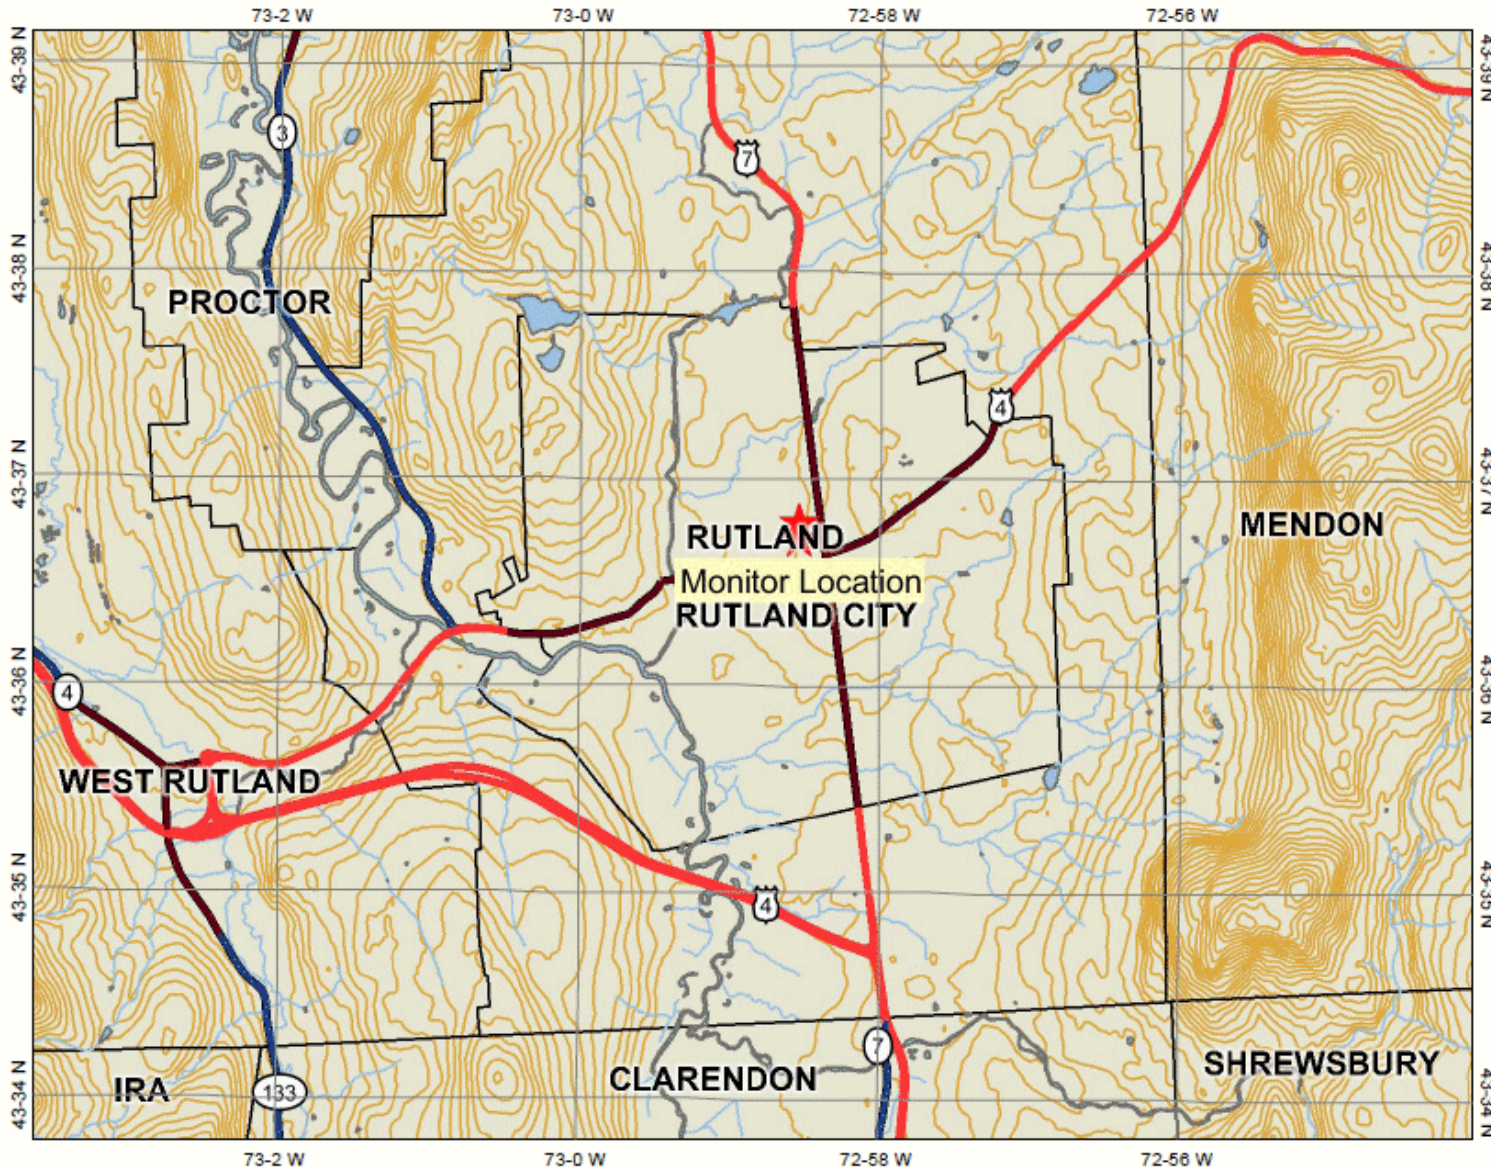 73-2 W 73-0 W 72-58 W 72-56 W
43-39 N 43-39 N
3
7
43-38 N 43-38 N
PROCTOR
4
43-37 N 43-37 N
RUTLAND MENDON
Monitor Location
RUTLAND CITY
43-36 N 43-36 N
4
WEST RUTLAND
43-35 N 43-35 N
4
7
CLARENDON SHREWSBURY
IRA 133
43-34 N 43-34 N
73-2 W 73-0 W 72-58 W 72-56 W